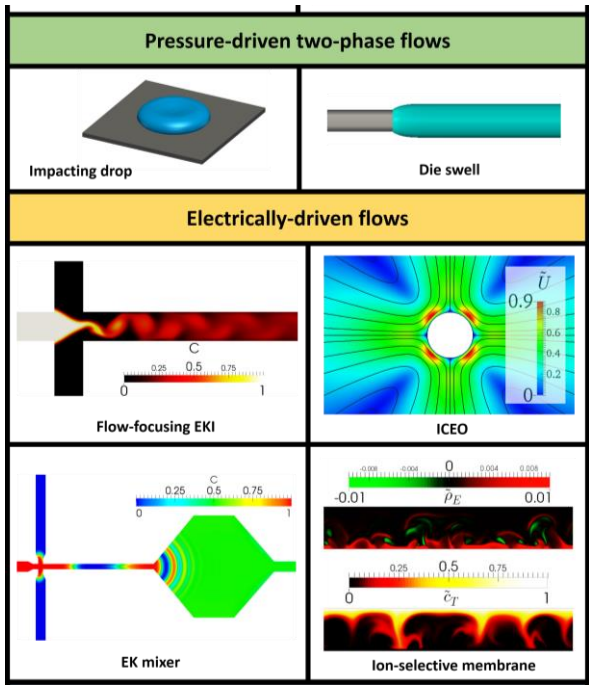 Pressure-driven two-phase flows
Impacting drop
Die swell
Electrically-driven flows
C
0 0.25 0.5 0.75 1
Flow-focusing EKI
Ũ
0.9
0.8
0.6
0.4
0.2
0
ICEO
C
0 0.25 0.50 0.75 1
EK mixer
0
-0.008 -0.004 0.004 0.008
-0.01 ρ̃E 0.01
0.25 0.5 0.75
0 c̃T 1
Ion-selective membrane